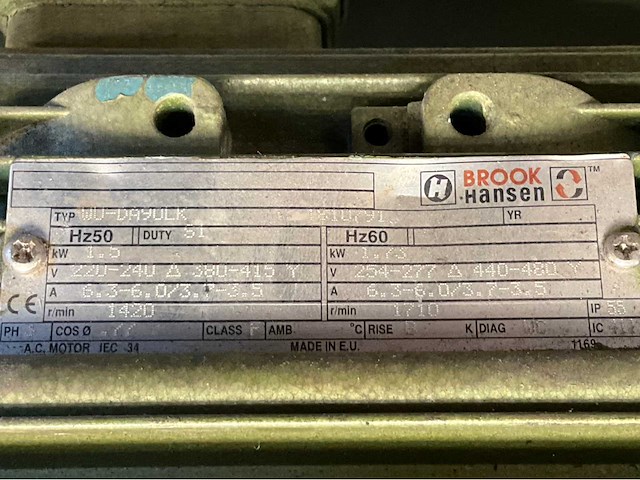 H BROOK HANSEN TM
TYP WU-DA90LK YR
Hz50 DUTY S1 Hz60
kW 1.5 kW 1.73
V 220-240 Δ 380-415 Y V 254-277 Δ 440-480 Y
A 6.3-6.0/3.7-3.5 A 6.3-6.0/3.7-3.5
CE r/min 1420 r/min 1710 IP 55
PH COS Ø .77 CLASS F AMB °C RISE B K DIAG IC
A.C. MOTOR IEC 34 MADE IN E.U. 1169